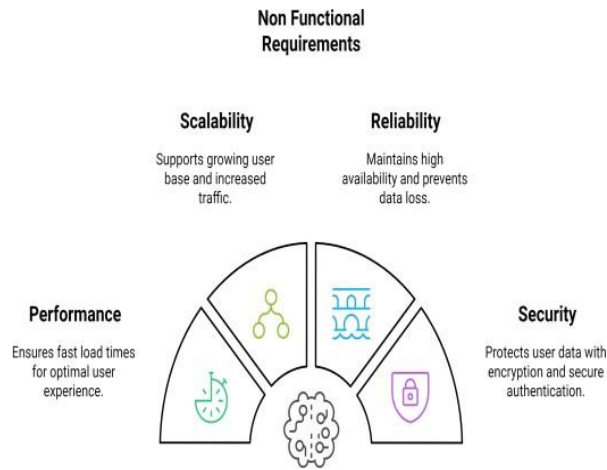 Non Functional
Requirements
Scalability
Supports growing user
base and increased
traffic.
Reliability
Maintains high
availability and prevents
data loss.
Performance
Ensures fast load times
for optimal user
experience.
Security
Protects user data with
encryption and secure
authentication.